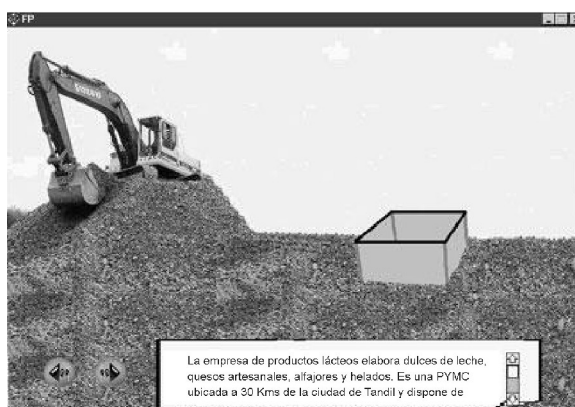 FP
La empresa de productos lácteos elabora dulces de leche,
quesos artesanales, alfajores y helados. Es una PYMC
ubicada a 30 Kms de la ciudad de Tandil y dispone de